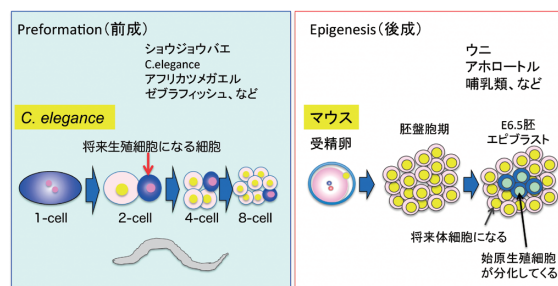 Preformation(前成)
ショウジョウバエ
C.elegance
アフリカツメガエル
ゼブラフィッシュ、など
C. elegance
将来生殖細胞になる細胞
1-cell
2-cell
4-cell
8-cell
Epigenesis(後成)
ウニ
アホロートル
哺乳類、など
マウス
受精卵
胚盤胞期
E6.5胚
エピブラスト
将来体細胞になる
始原生殖細胞
が分化してくる